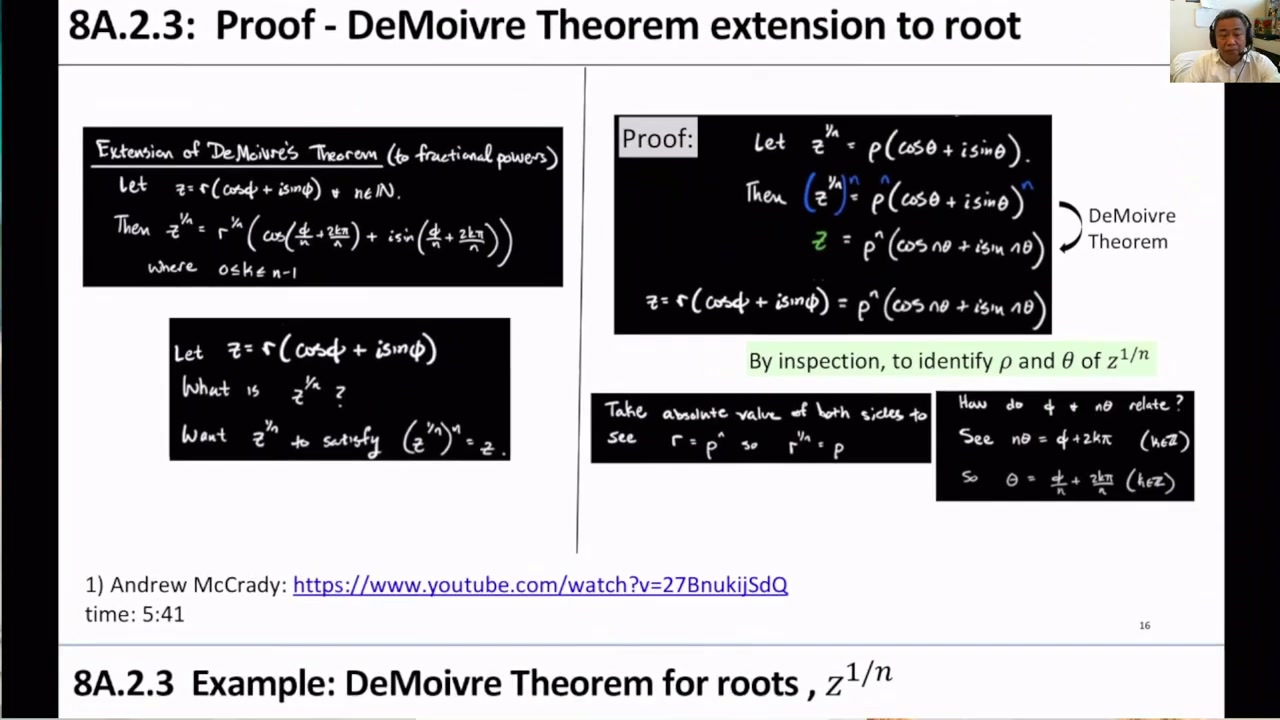 8A.2.3: Proof - DeMoivre Theorem extension to root
Extension of DeMoivre's Theorem (to fractional powers)
Let z = r(cosϕ + isinϕ) & n∈ℕ.
Then z^{1/n} = r^{1/n}(cos(ϕ/n + 2kπ/n) + isin(ϕ/n + 2kπ/n))
where 0≤k≤n-1
Let z = r(cosϕ + isinϕ)
What is z^{1/n} ?
Want z^{1/n} to satisfy (z^{1/n})^n = z.
1) Andrew McCrady: https://www.youtube.com/watch?v=27BnukijSdQ
time: 5:41
Proof:
Let z^{1/n} = ρ(cosθ + isinθ).
Then (z^{1/n})^n = ρ^n(cosθ + isinθ)^n
z = ρ^n(cos nθ + isin nθ)
DeMoivre
Theorem
z = r(cosϕ + isinϕ) = ρ^n(cos nθ + isin nθ)
By inspection, to identify ρ and θ of z^{1/n}
Take absolute value of both sides to
see r = ρ^n so r^{1/n} = ρ
How do ϕ & nθ relate?
See nθ = ϕ + 2kπ (k∈ℤ)
So θ = ϕ/n + 2kπ/n (k∈ℤ)
16
8A.2.3 Example: DeMoivre Theorem for roots , z^{1/n}